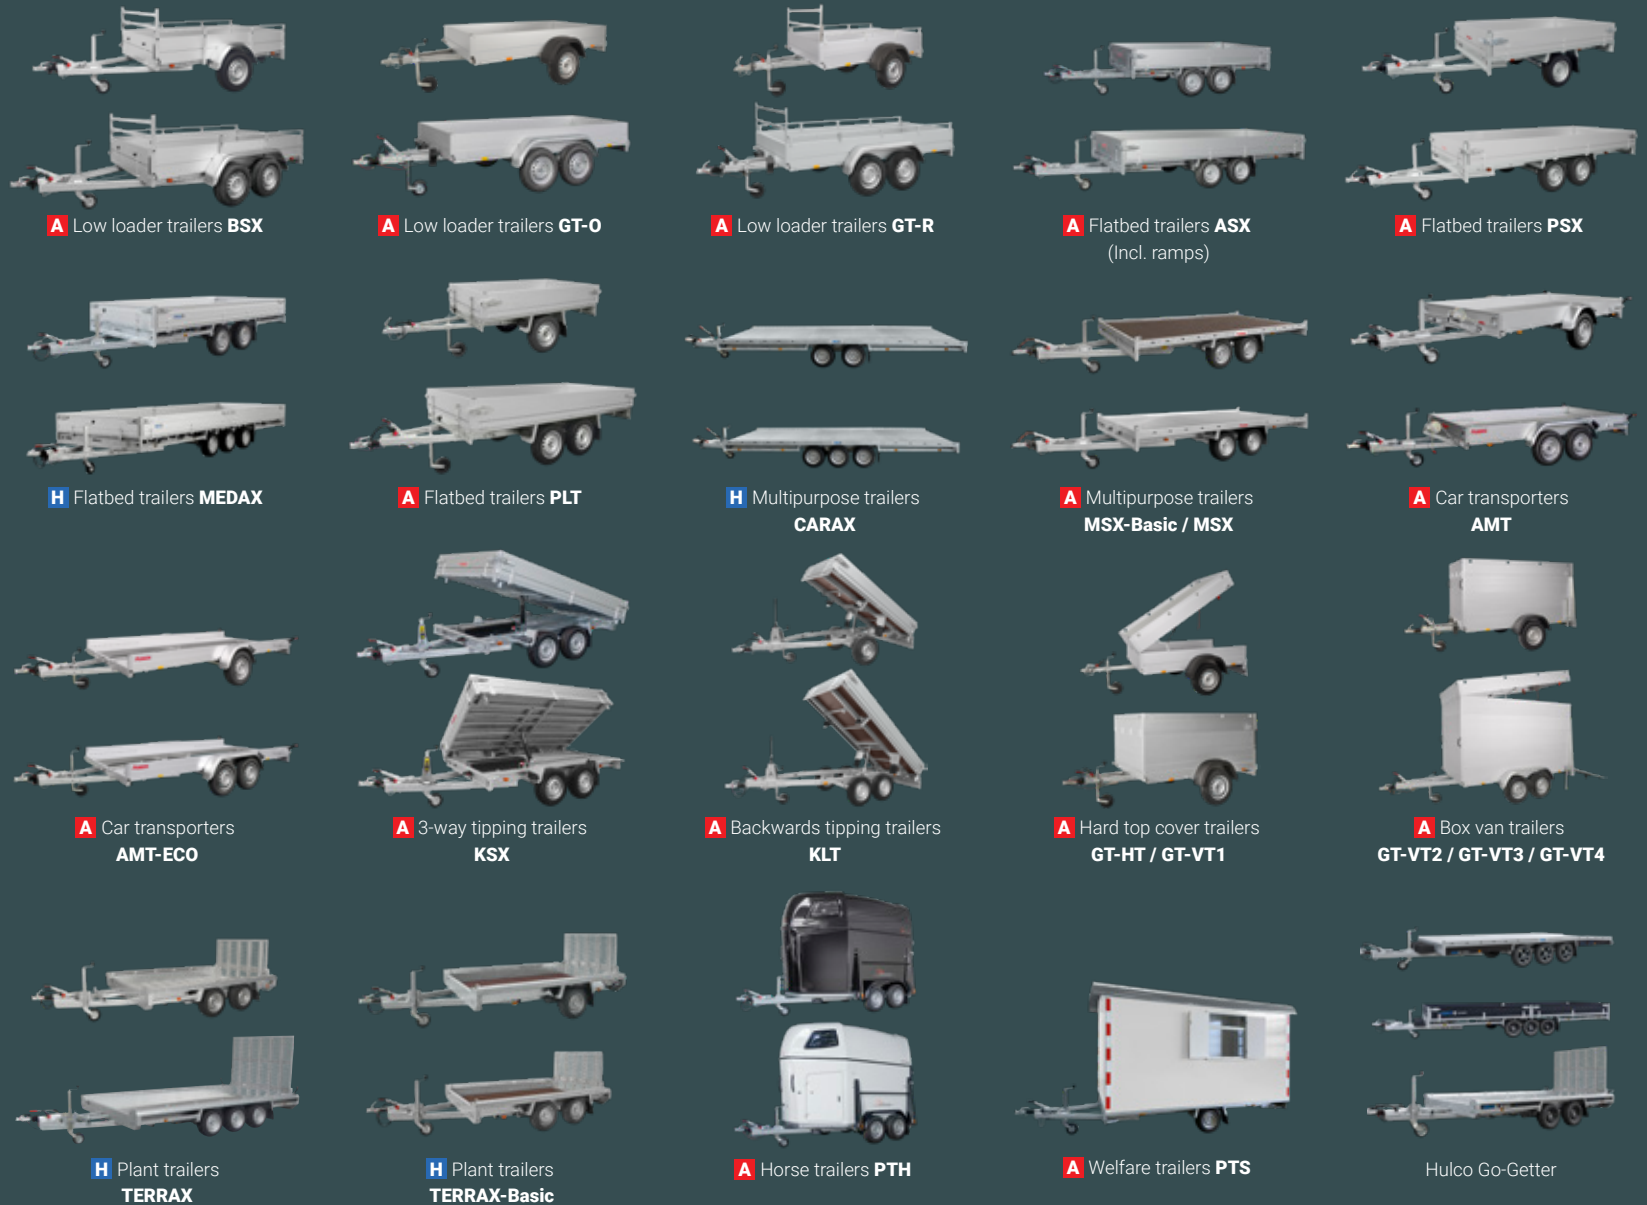 A Low loader trailers BSX
A Low loader trailers GT-O
A Low loader trailers GT-R
A Flatbed trailers ASX
(Incl. ramps)
A Flatbed trailers PSX
H Flatbed trailers MEDAX
A Flatbed trailers PLT
H Multipurpose trailers
CARAX
A Multipurpose trailers
MSX-Basic / MSX
A Car transporters
AMT
A Car transporters
AMT-ECO
A 3-way tipping trailers
KSX
A Backwards tipping trailers
KLT
A Hard top cover trailers
GT-HT / GT-VT1
A Box van trailers
GT-VT2 / GT-VT3 / GT-VT4
H Plant trailers
TERRAX
H Plant trailers
TERRAX-Basic
A Horse trailers PTH
A Welfare trailers PTS
Hulco Go-Getter